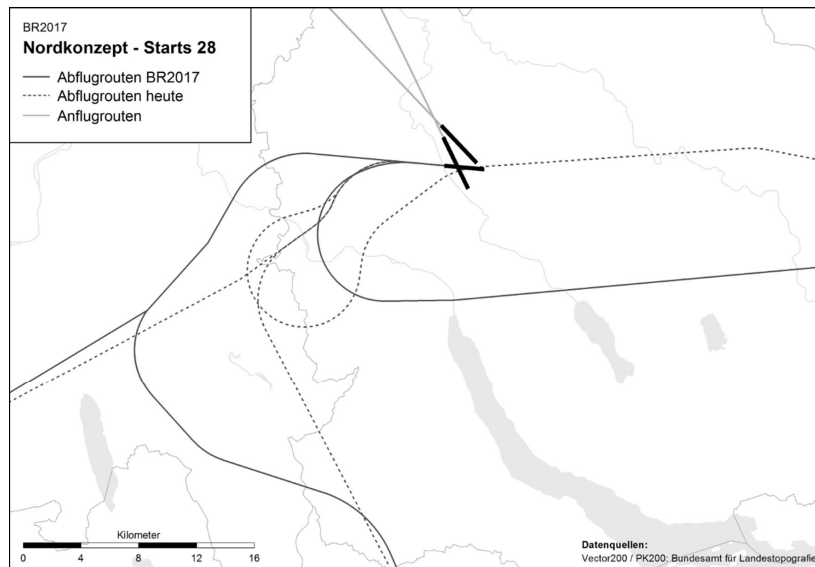 BR2017
Nordkonzept - Starts 28
Abflugrouten BR2017
Abflugrouten heute
Anflugrouten
Kilometer
0 4 8 12 16
Datenquellen:
Vector200 / PK200: Bundesamt für Landestopografie